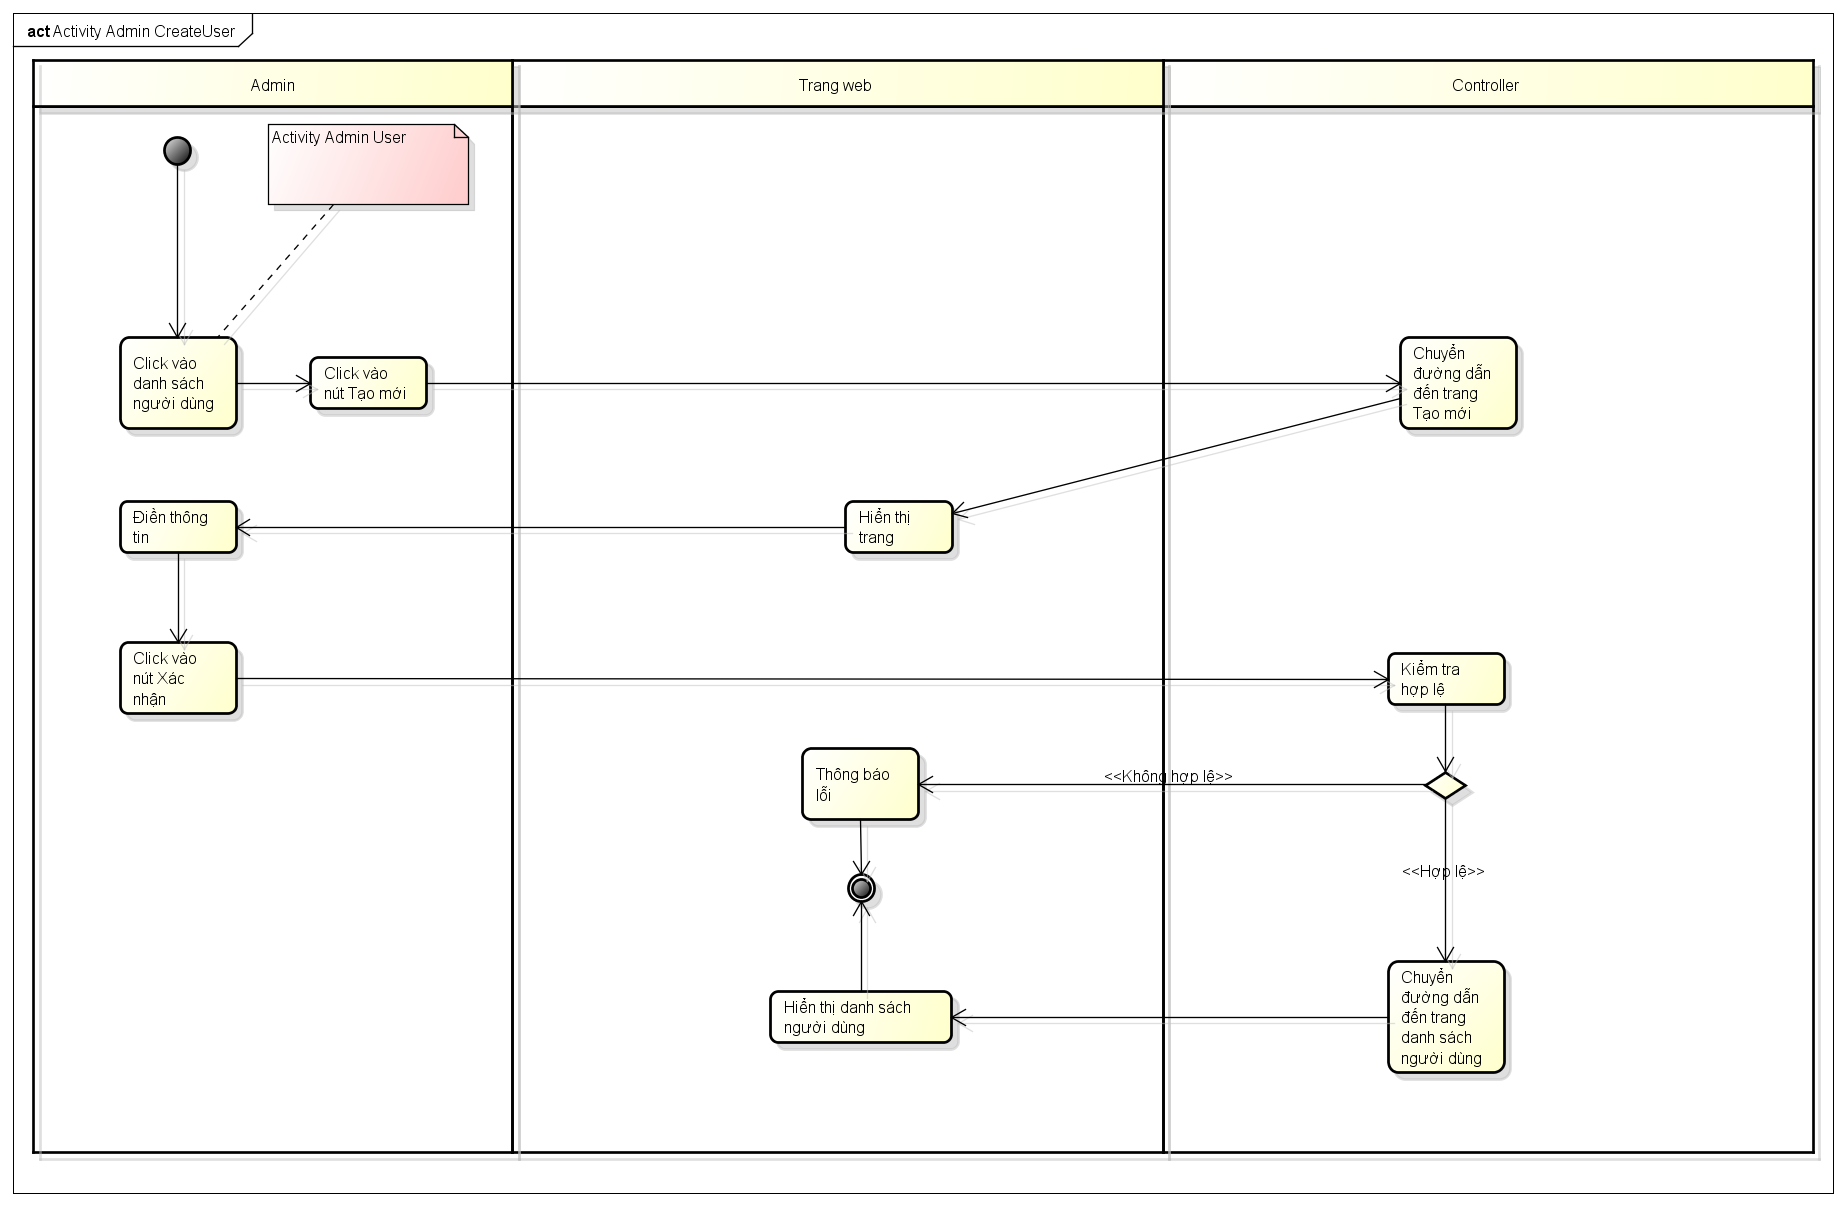 act Activity Admin CreateUser
Admin
Trang web
Controller
Activity Admin User
Click vào
danh sách
người dùng
Click vào
nút Tạo mới
Chuyển
đường dẫn
đến trang
Tạo mới
Điền thông
tin
Hiển thị
trang
Click vào
nút Xác
nhận
Kiểm tra
hợp lệ
Thông báo
lỗi
<<Không hợp lệ>>
<<Hợp lệ>>
Hiển thị danh sách
người dùng
Chuyển
đường dẫn
đến trang
danh sách
người dùng